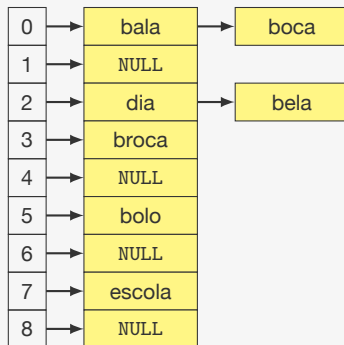 0 bala boca
1 NULL
2 dia bela
3 broca
4 NULL
5 bolo
6 NULL
7 escola
8 NULL